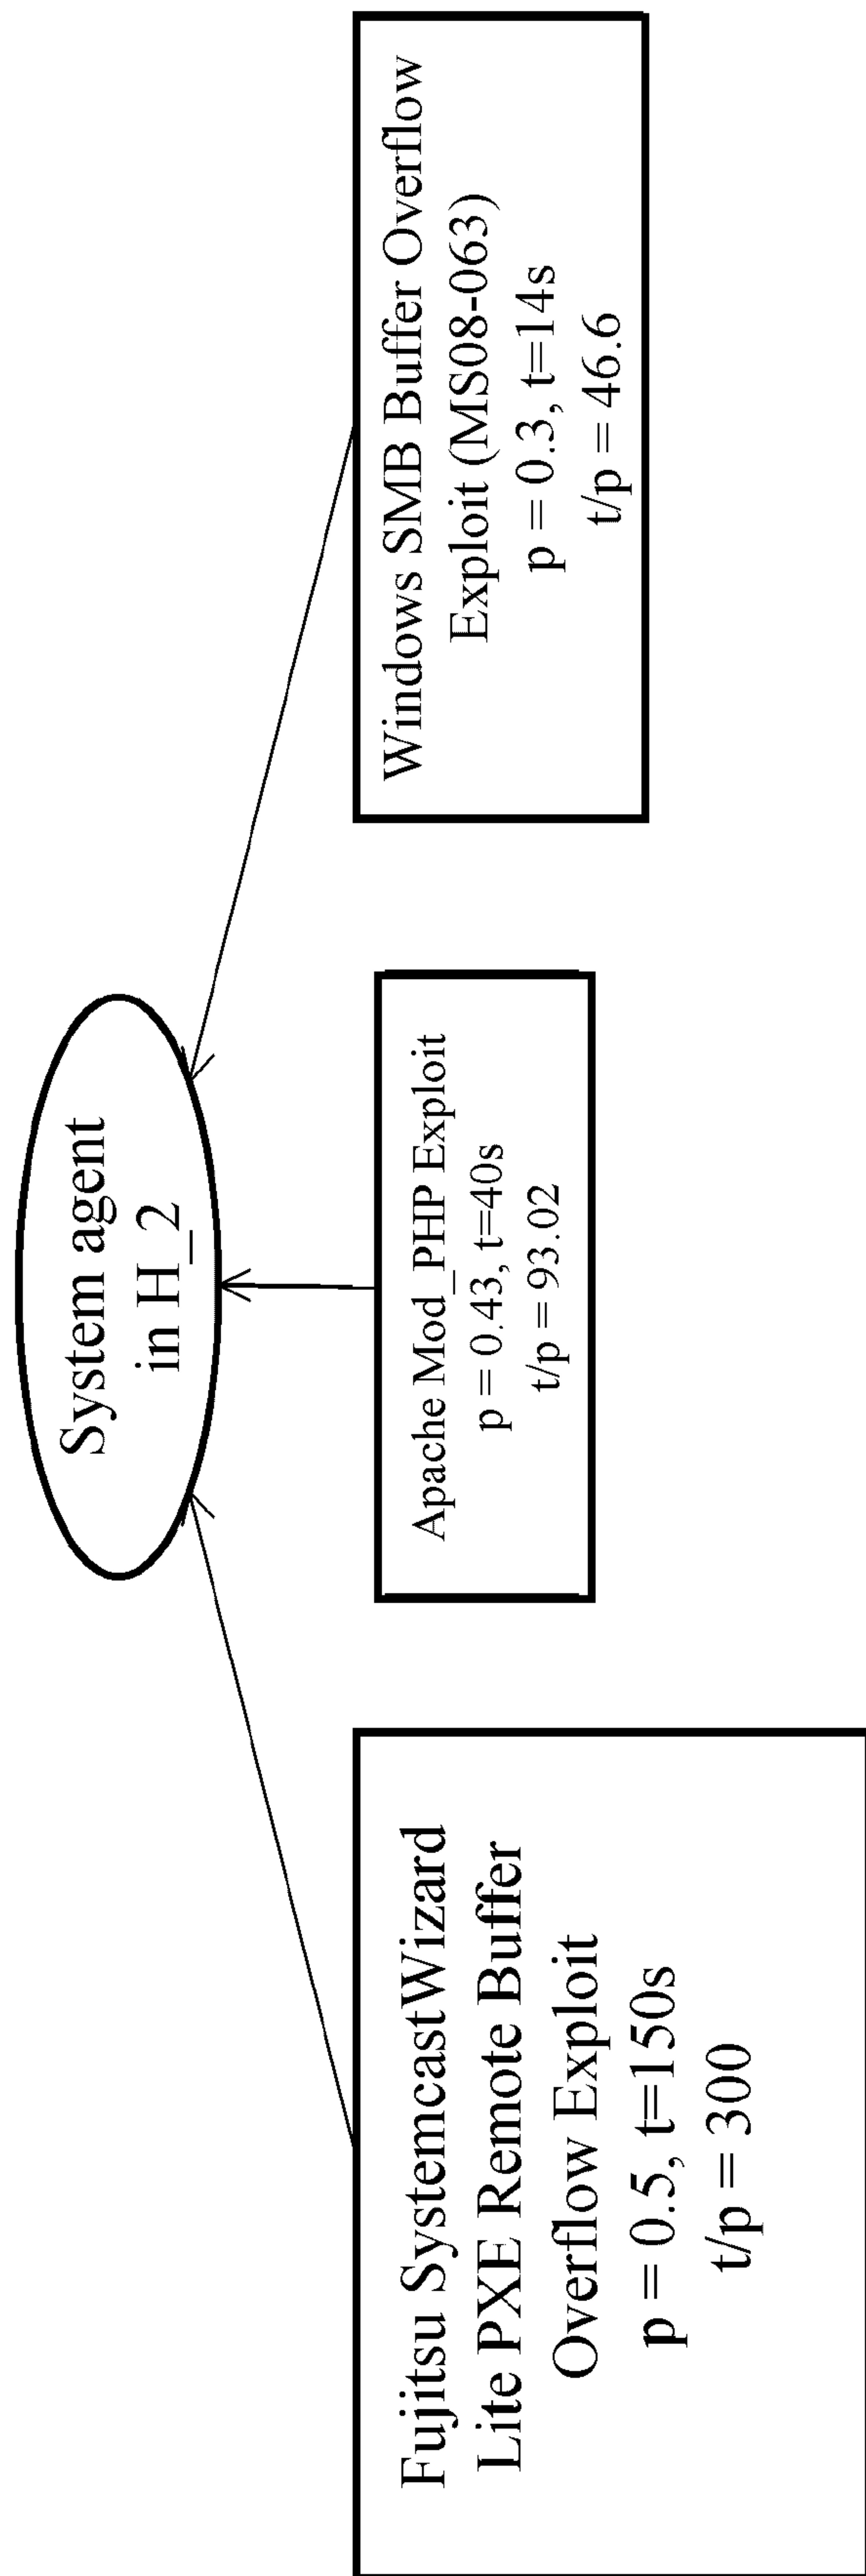 System agent
in H_2
Fujitsu SystemcastWizard
Lite PXE Remote Buffer
Overflow Exploit
p = 0.5, t=150s
t/p = 300
Apache Mod_PHP Exploit
p = 0.43, t=40s
t/p = 93.02
Windows SMB Buffer Overflow
Exploit (MS08-063)
p = 0.3, t=14s
t/p = 46.6